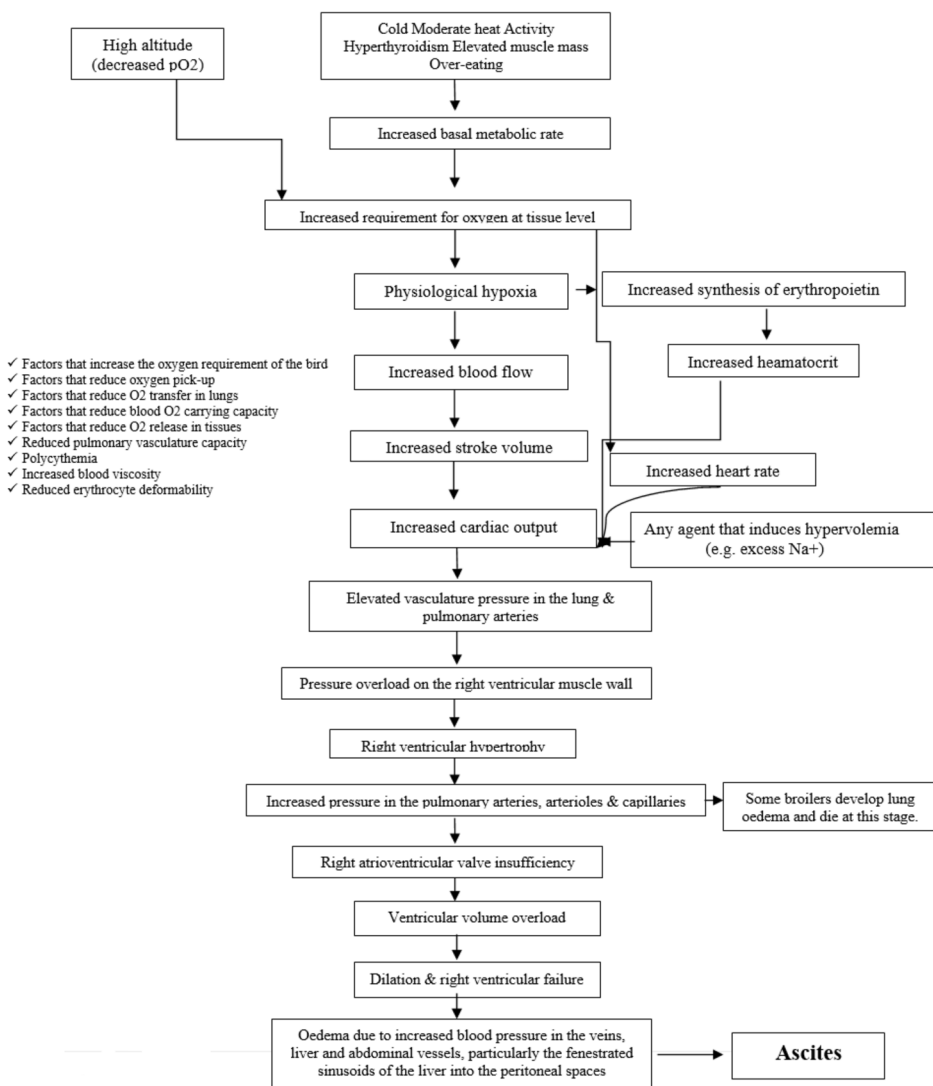 Cold Moderate heat Activity
Hyperthyroidism Elevated muscle mass
Over-eating
High altitude
(decreased pO2)
Increased basal metabolic rate
Increased requirement for oxygen at tissue level
Physiological hypoxia
Increased synthesis of erythropoietin
Increased heamatocrit
Increased blood flow
✓ Factors that increase the oxygen requirement of the bird
✓ Factors that reduce oxygen pick-up
✓ Factors that reduce O2 transfer in lungs
✓ Factors that reduce blood O2 carrying capacity
✓ Factors that reduce O2 release in tissues
✓ Reduced pulmonary vasculature capacity
✓ Polycythemia
✓ Increased blood viscosity
✓ Reduced erythrocyte deformability
Increased stroke volume
Increased heart rate
Increased cardiac output
Any agent that induces hypervolemia
(e.g. excess Na+)
Elevated vasculature pressure in the lung &
pulmonary arteries
Pressure overload on the right ventricular muscle wall
Right ventricular hypertrophy
Increased pressure in the pulmonary arteries, arterioles & capillaries
Some broilers develop lung
oedema and die at this stage.
Right atrioventricular valve insufficiency
Ventricular volume overload
Dilation & right ventricular failure
Oedema due to increased blood pressure in the veins,
liver and abdominal vessels, particularly the fenestrated
sinusoids of the liver into the peritoneal spaces
Ascites